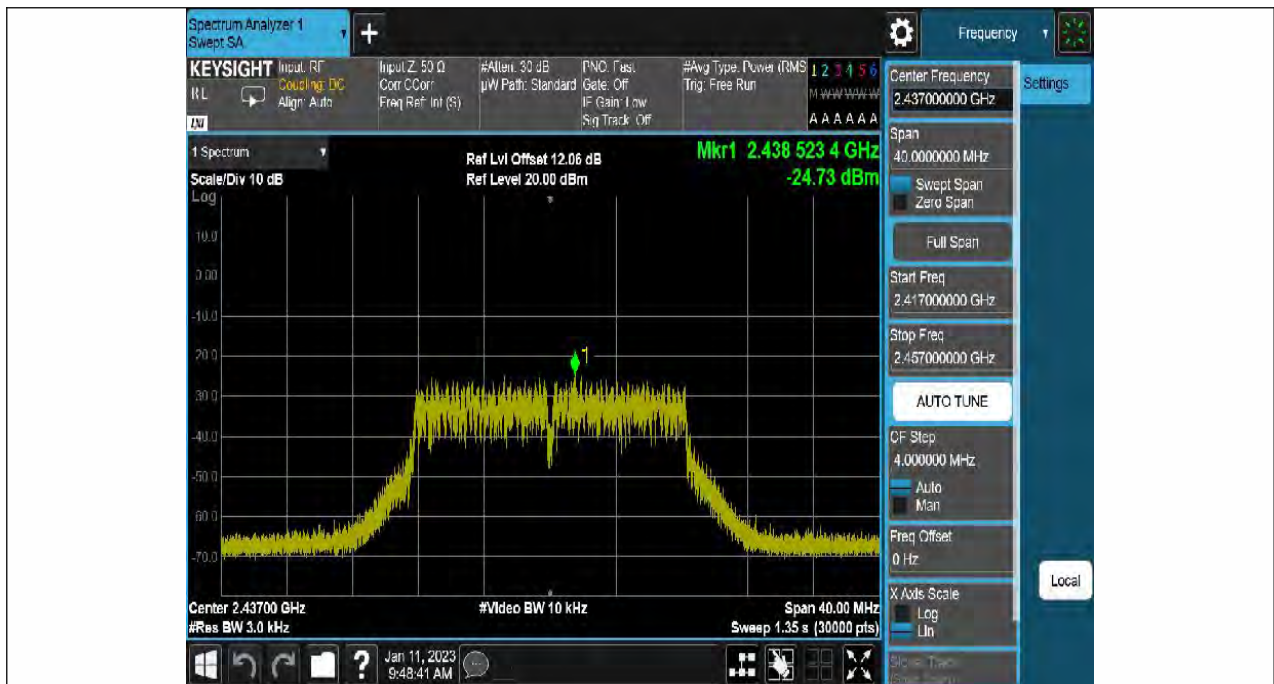 Spectrum Analyzer 1
Swept SA
+
Frequency
KEYSIGHT
RL
LXI
Input: RF
Coupling: DC
Align: Auto
Input Z: 50 Ω
Corr CCorr
Freq Ref: Int (S)
#Atten: 30 dB
µW Path: Standard
PNO: Fast
Gate: Off
IF Gain: Low
Sig Track: Off
#Avg Type: Power (RMS
Trig: Free Run
1 2 3 4 5 6
M W W W W W
A A A A A A
1 Spectrum
Scale/Div 10 dB
Log
Ref Lvl Offset 12.06 dB
Ref Level 20.00 dBm
Mkr1 2.438 523 4 GHz
-24.73 dBm
10.0
0.00
-10.0
-20.0
-30.0
-40.0
-50.0
-60.0
-70.0
1
Center 2.43700 GHz
#Res BW 3.0 kHz
#Video BW 10 kHz
Span 40.00 MHz
Sweep 1.35 s (30000 pts)
Center Frequency
2.437000000 GHz
Span
40.0000000 MHz
Swept Span
Zero Span
Full Span
Start Freq
2.417000000 GHz
Stop Freq
2.457000000 GHz
AUTO TUNE
CF Step
4.000000 MHz
Auto
Man
Freq Offset
0 Hz
X Axis Scale
Log
Lin
Settings
Local
?
Jan 11, 2023
9:48:41 AM